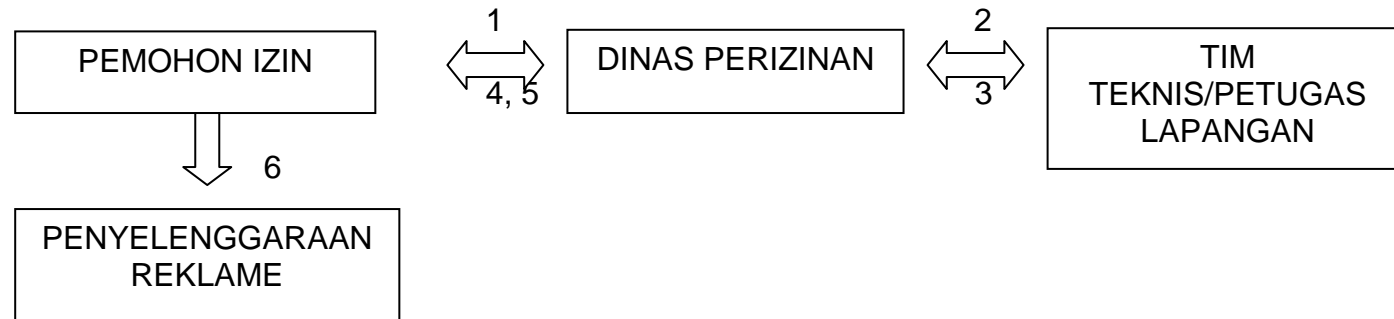 1
2
PEMOHON IZIN
DINAS PERIZINAN
TIM
TEKNIS/PETUGAS
LAPANGAN
4, 5
3
6
PENYELENGGARAAN
REKLAME